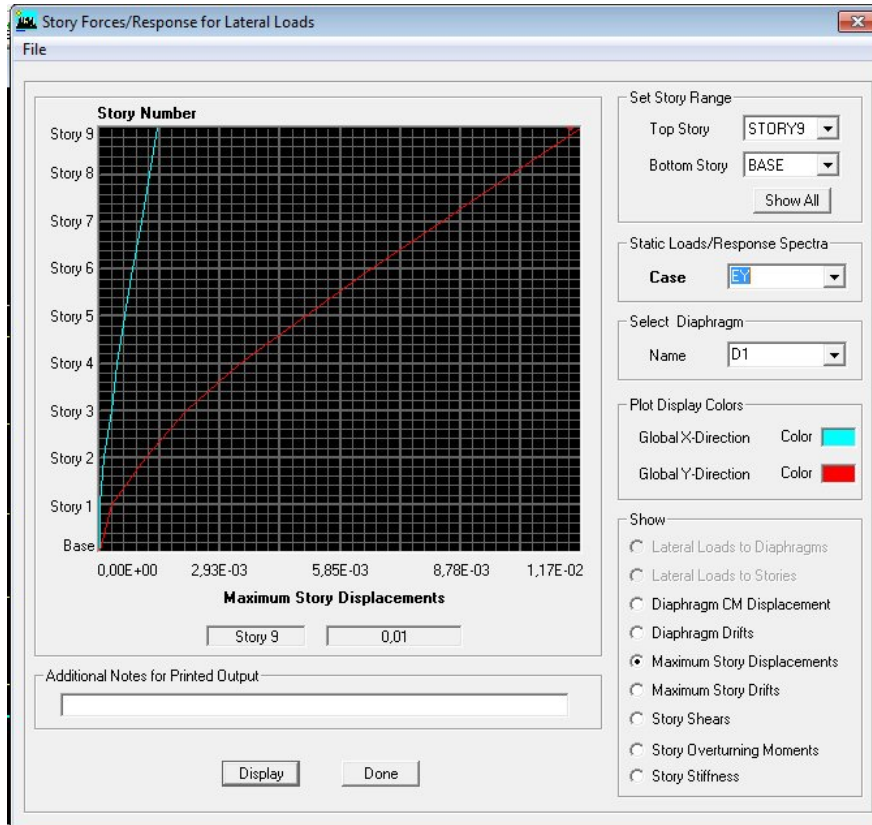 Story Forces/Response for Lateral Loads
File
Story Number
Story 9
Story 8
Story 7
Story 6
Story 5
Story 4
Story 3
Story 2
Story 1
Base
0,00E+00 2,93E-03 5,85E-03 8,78E-03 1,17E-02
Maximum Story Displacements
Story 9 0,01
Additional Notes for Printed Output
Display Done
Set Story Range
Top Story STORY9
Bottom Story BASE
Show All
Static Loads/Response Spectra
Case EY
Select Diaphragm
Name D1
Plot Display Colors
Global X-Direction Color
Global Y-Direction Color
Show
Lateral Loads to Diaphragms
Lateral Loads to Stories
Diaphragm CM Displacement
Diaphragm Drifts
Maximum Story Displacements
Maximum Story Drifts
Story Shears
Story Overturning Moments
Story Stiffness